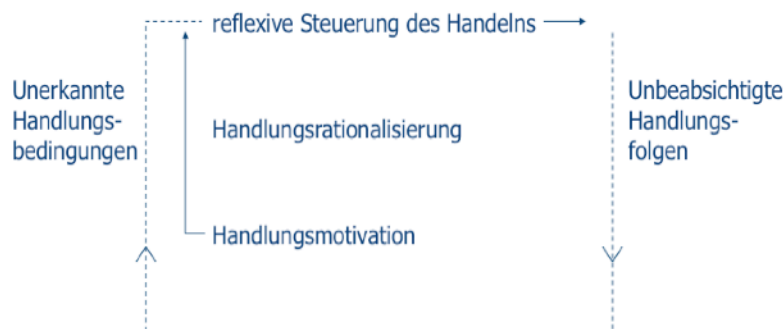 reflexive Steuerung des Handelns
Unerkannte
Handlungs-
bedingungen
Handlungsrationalisierung
Handlungsmotivation
Unbeabsichtigte
Handlungs-
folgen